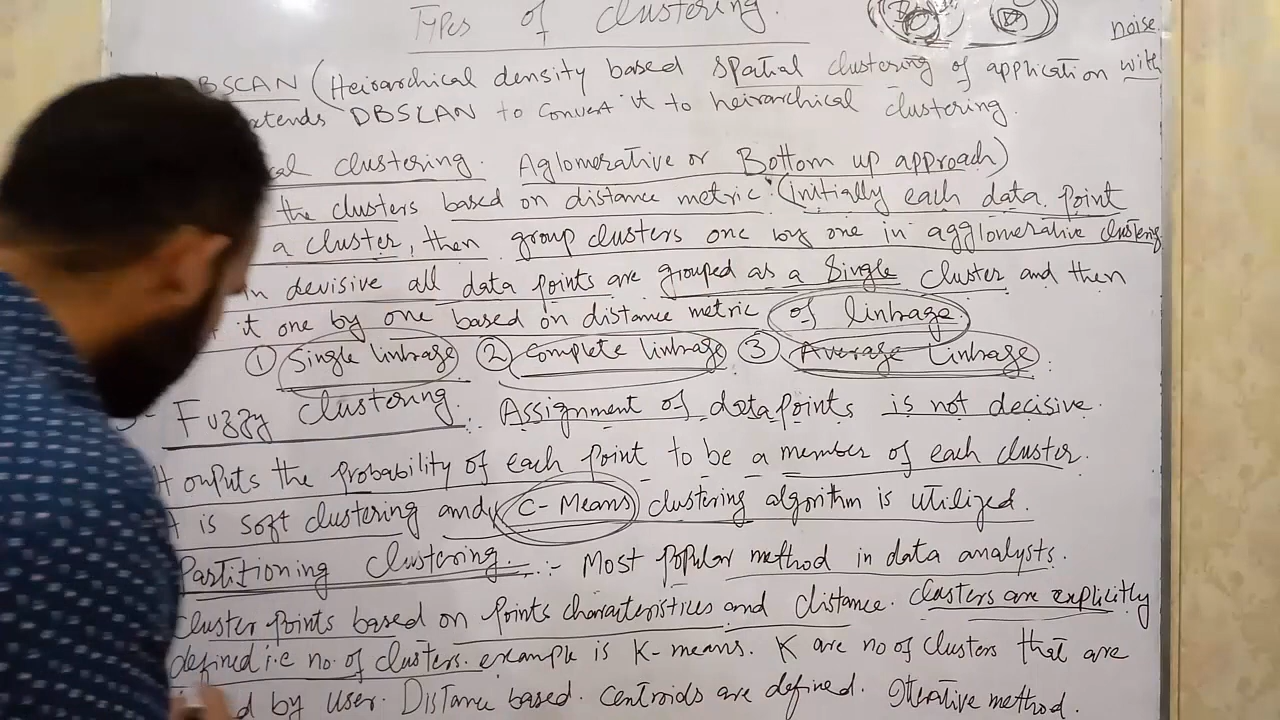 Types of clustering.
noise.
BSCAN (Heirarchical density based spatial clustering of application with
xtends DBSCAN to convert it to heirarchical clustering.
cal clustering. Aglomerative or Bottom up approach)
the clusters based on distance metric. (initially each data point
a cluster, then group clusters one by one in agglomerative clustering
in devisive all data points are grouped as a single cluster and then
it one by one based on distance metric of linkage.
① Single linkage ② Complete linkage ③ Average linkage.
Fuzzy clustoring :. Assignment of datapoints is not decisive.
t onputs the probability of each point to be a member of each cluster.
t is soft clustering and C-Means clustering algorithm is utilized.
Partitioning Clustering. :- Most popular method in data analysts.
Cluster points based on points characteristices and distance. Clusters are explicitly
defined i.e no. of clusters. example is K-means. K are no of clusters that are
d by user. Distance based. Centroids are defined. Iterative method.